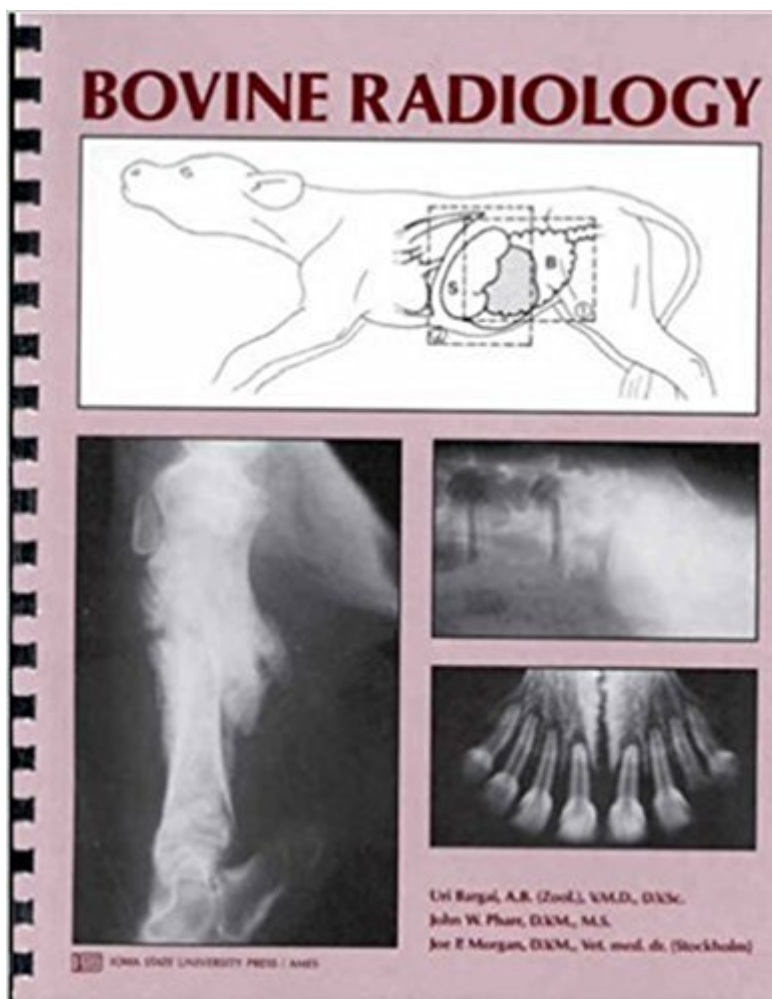 BOVINE RADIOLOGY
S
B
Uri Bargai, A.B. (Zool.), V.M.D., D.V.Sc.
John W. Pharr, D.V.M., M.S.
Joe P. Morgan, D.V.M., Vet. med. dr. (Stockholm)
IOWA STATE UNIVERSITY PRESS / AMES